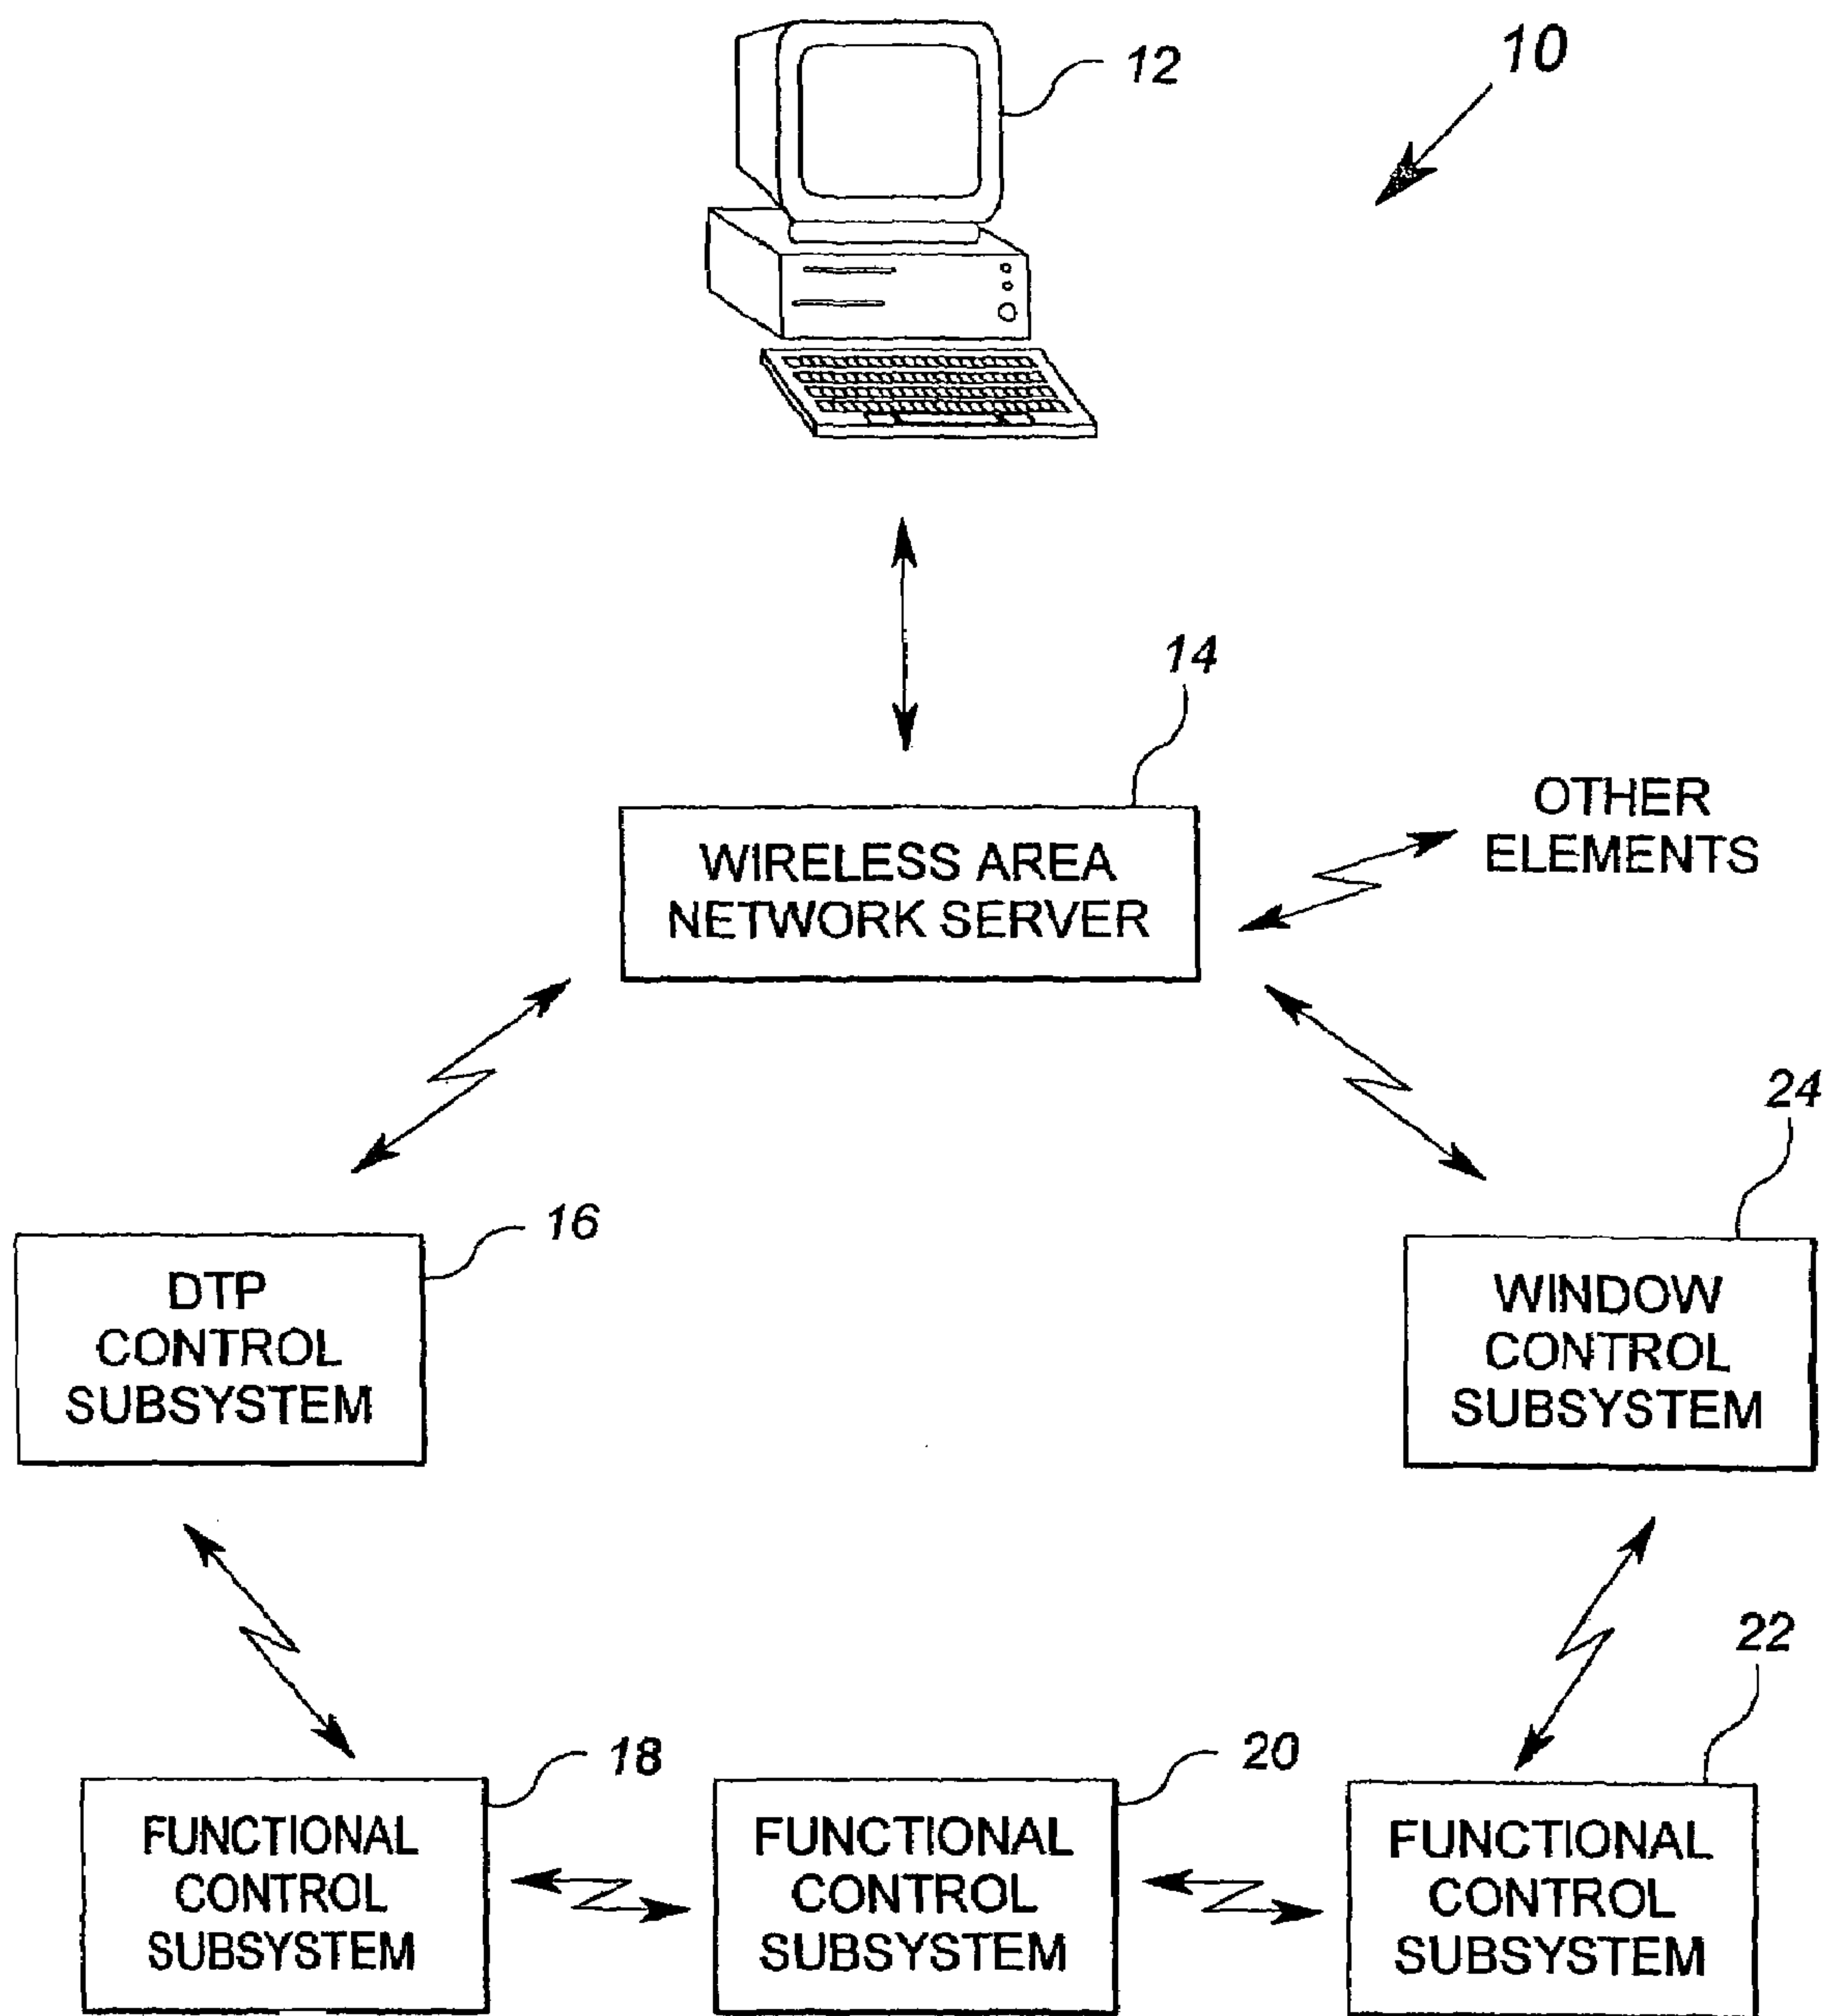 12
10
14
WIRELESS AREA
NETWORK SERVER
OTHER
ELEMENTS
16
DTP
CONTROL
SUBSYSTEM
24
WINDOW
CONTROL
SUBSYSTEM
18
FUNCTIONAL
CONTROL
SUBSYSTEM
20
FUNCTIONAL
CONTROL
SUBSYSTEM
22
FUNCTIONAL
CONTROL
SUBSYSTEM